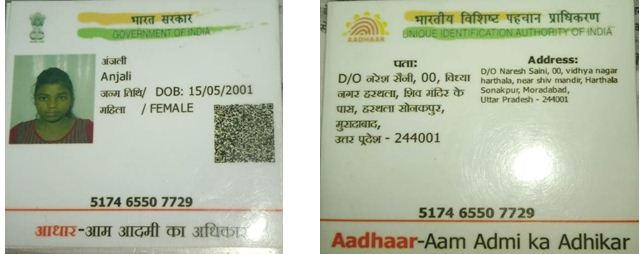 भारत सरकार
GOVERNMENT OF INDIA
अंजली
Anjali
जन्म तिथि/ DOB: 15/05/2001
महिला / FEMALE
5174 6550 7729
आधार-आम आदमी का अधिकार
भारतीय विशिष्ट पहचान प्राधिकरण
UNIQUE IDENTIFICATION AUTHORITY OF INDIA
AADHAAR
पता:
D/O नरेश सैनी, 00, विध्या
नगर हरथला, शिव मंदिर के
पास, हरथला सोनकपुर,
मुरादाबाद,
उत्तर प्रदेश - 244001
Address:
D/O Naresh Saini, 00, vidhya nagar
harthala, near shiv mandir, Harthala
Sonakpur, Moradabad,
Uttar Pradesh - 244001
5174 6550 7729
Aadhaar-Aam Admi ka Adhikar